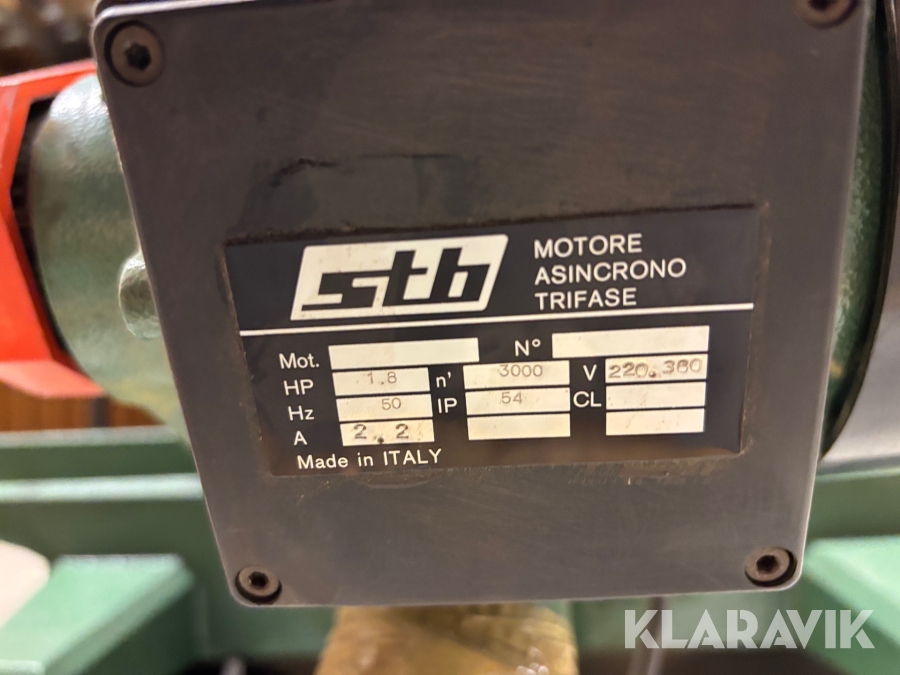 stb
MOTORE
ASINCRONO
TRIFASE
Mot. N°
HP 1.8 n' 3000 V 220.380
Hz 50 IP 54 CL
A 2.2
Made in ITALY
KLARAVIK